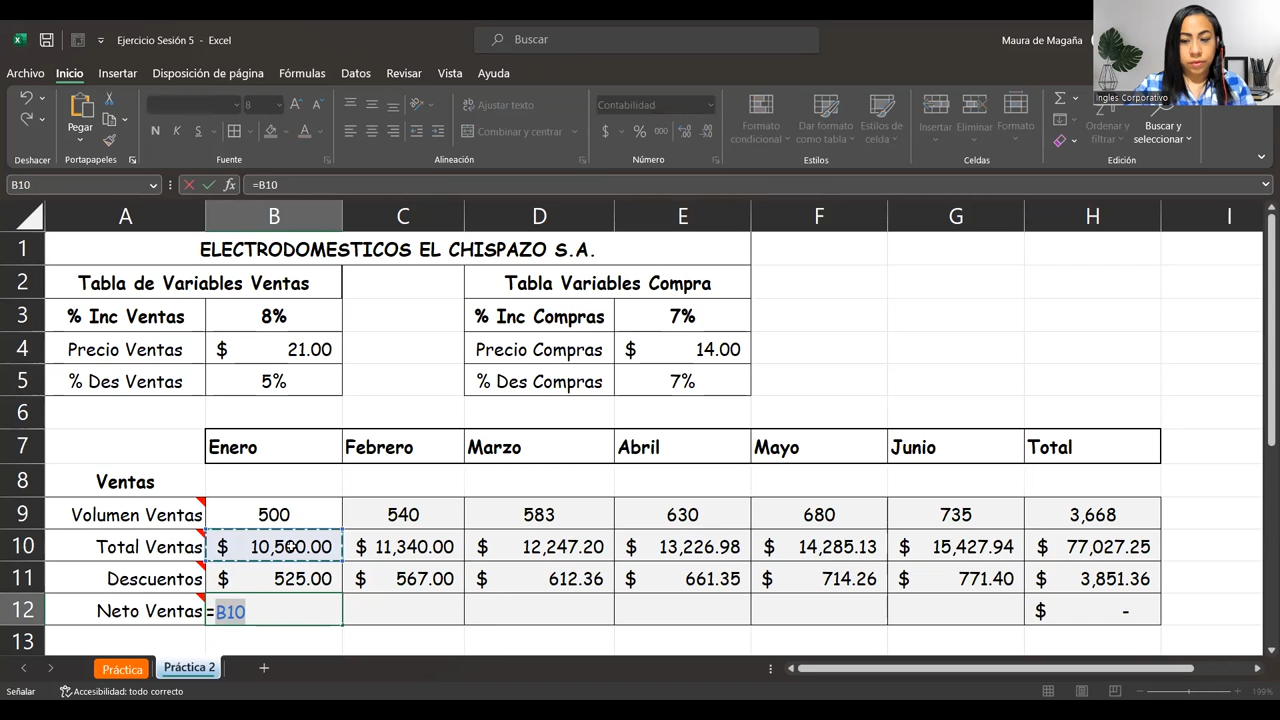 Ejercicio Sesión 5 - Excel
Buscar
Maura de Magaña
Ingles Corporativo
Archivo Inicio Insertar Disposición de página Fórmulas Datos Revisar Vista Ayuda
Pegar
8
Ajustar texto
Combinar y centrar
Contabilidad
$ % 000
Formato condicional
Dar formato como tabla
Estilos de celda
Insertar Eliminar Formato
Ordenar y filtrar
Buscar y seleccionar
Deshacer Portapapeles Fuente Alineación Número Estilos Celdas Edición
B10 fx =B10
A B C D E F G H I
1 ELECTRODOMESTICOS EL CHISPAZO S.A.
2 Tabla de Variables Ventas Tabla Variables Compra
3 % Inc Ventas 8% % Inc Compras 7%
4 Precio Ventas $ 21.00 Precio Compras $ 14.00
5 % Des Ventas 5% % Des Compras 7%
6
7 Enero Febrero Marzo Abril Mayo Junio Total
8 Ventas
9 Volumen Ventas 500 540 583 630 680 735 3,668
10 Total Ventas $ 10,500.00 $ 11,340.00 $ 12,247.20 $ 13,226.98 $ 14,285.13 $ 15,427.94 $ 77,027.25
11 Descuentos $ 525.00 $ 567.00 $ 612.36 $ 661.35 $ 714.26 $ 771.40 $ 3,851.36
12 Neto Ventas =B10 $ -
13
Práctica Práctica 2
Señalar Accesibilidad: todo correcto 199%